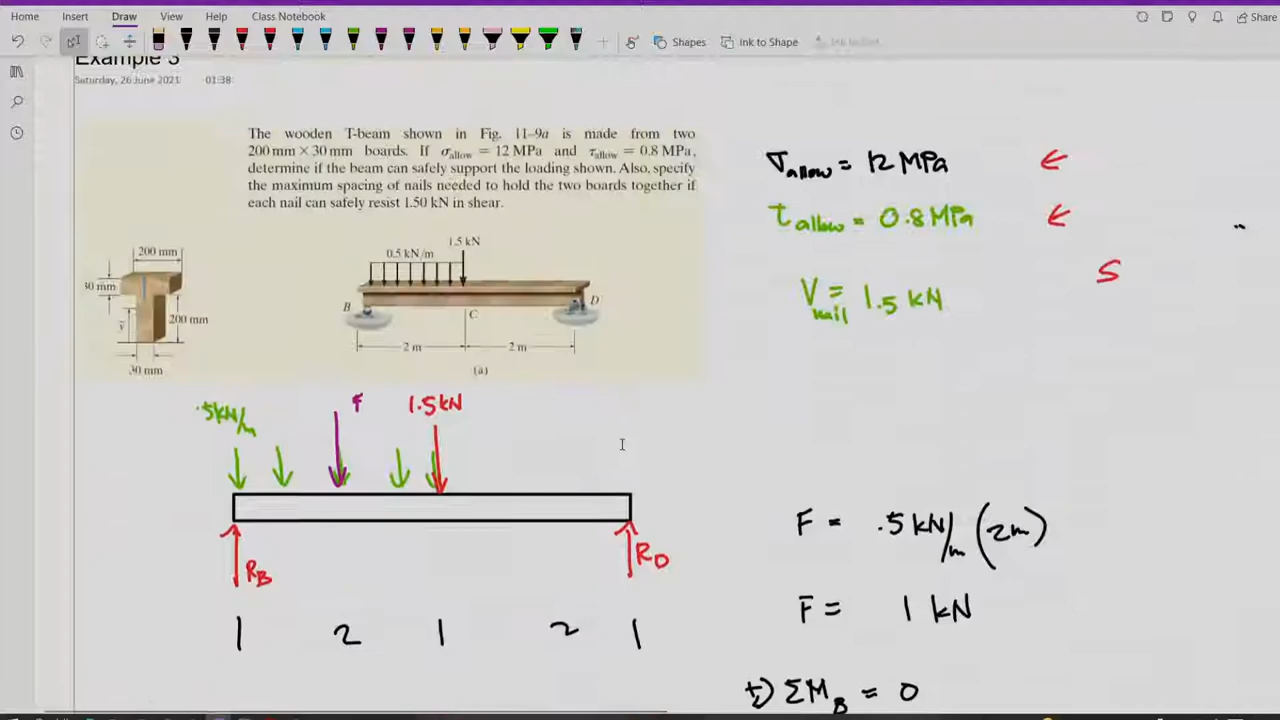 Home Insert Draw View Help Class Notebook
Share
Shapes Ink to Shape
Example 3
Saturday, 26 June 2021 01:38
The wooden T-beam shown in Fig. 11–9a is made from two
200 mm × 30 mm boards. If σallow = 12 MPa and τallow = 0.8 MPa,
determine if the beam can safely support the loading shown. Also, specify
the maximum spacing of nails needed to hold the two boards together if
each nail can safely resist 1.50 kN in shear.
200 mm
30 mm
200 mm
y̅
30 mm
1.5 kN
0.5 kN/m
B
D
C
2 m
2 m
(a)
σallow = 12 MPa ←
τallow = 0.8 MPa ←
S
Vnail = 1.5 kN
.5kN/m
F
1.5kN
RB
RD
1 2 1 2 1
F = .5 kN/m (2m)
F = 1 kN
+) ΣMB = 0